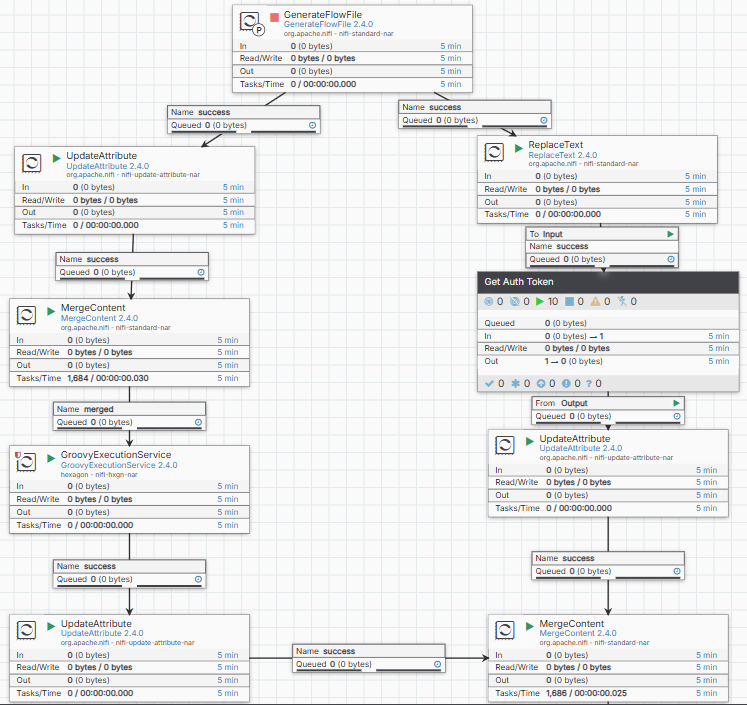 GenerateFlowFile
GenerateFlowFile 2.4.0
org.apache.nifi - nifi-standard-nar
P
In 0 (0 bytes) 5 min
Read/Write 0 bytes / 0 bytes 5 min
Out 0 (0 bytes) 5 min
Tasks/Time 0 / 00:00:00.000 5 min
Name success
Queued 0 (0 bytes)
Name success
Queued 0 (0 bytes)
UpdateAttribute
UpdateAttribute 2.4.0
org.apache.nifi - nifi-update-attribute-nar
In 0 (0 bytes) 5 min
Read/Write 0 bytes / 0 bytes 5 min
Out 0 (0 bytes) 5 min
Tasks/Time 0 / 00:00:00.000 5 min
ReplaceText
ReplaceText 2.4.0
org.apache.nifi - nifi-standard-nar
In 0 (0 bytes) 5 min
Read/Write 0 bytes / 0 bytes 5 min
Out 0 (0 bytes) 5 min
Tasks/Time 0 / 00:00:00.000 5 min
Name success
Queued 0 (0 bytes)
To Input
Name success
Queued 0 (0 bytes)
MergeContent
MergeContent 2.4.0
org.apache.nifi - nifi-standard-nar
In 0 (0 bytes) 5 min
Read/Write 0 bytes / 0 bytes 5 min
Out 0 (0 bytes) 5 min
Tasks/Time 1,684 / 00:00:00.030 5 min
Get Auth Token
0 0 10 0 0 0
Queued 0 (0 bytes)
In 0 (0 bytes) → 1 5 min
Read/Write 0 bytes / 0 bytes 5 min
Out 1 → 0 (0 bytes) 5 min
0 0 0 0 ? 0
Name merged
Queued 0 (0 bytes)
From Output
Queued 0 (0 bytes)
GroovyExecutionService
GroovyExecutionService 2.4.0
hexagon - nifi-hxgn-nar
In 0 (0 bytes) 5 min
Read/Write 0 bytes / 0 bytes 5 min
Out 0 (0 bytes) 5 min
Tasks/Time 0 / 00:00:00.000 5 min
UpdateAttribute
UpdateAttribute 2.4.0
org.apache.nifi - nifi-update-attribute-nar
In 0 (0 bytes) 5 min
Read/Write 0 bytes / 0 bytes 5 min
Out 0 (0 bytes) 5 min
Tasks/Time 0 / 00:00:00.000 5 min
Name success
Queued 0 (0 bytes)
Name success
Queued 0 (0 bytes)
UpdateAttribute
UpdateAttribute 2.4.0
org.apache.nifi - nifi-update-attribute-nar
In 0 (0 bytes) 5 min
Read/Write 0 bytes / 0 bytes 5 min
Out 0 (0 bytes) 5 min
Tasks/Time 0 / 00:00:00.000 5 min
Name success
Queued 0 (0 bytes)
MergeContent
MergeContent 2.4.0
org.apache.nifi - nifi-standard-nar
In 0 (0 bytes) 5 min
Read/Write 0 bytes / 0 bytes 5 min
Out 0 (0 bytes) 5 min
Tasks/Time 1,686 / 00:00:00.025 5 min